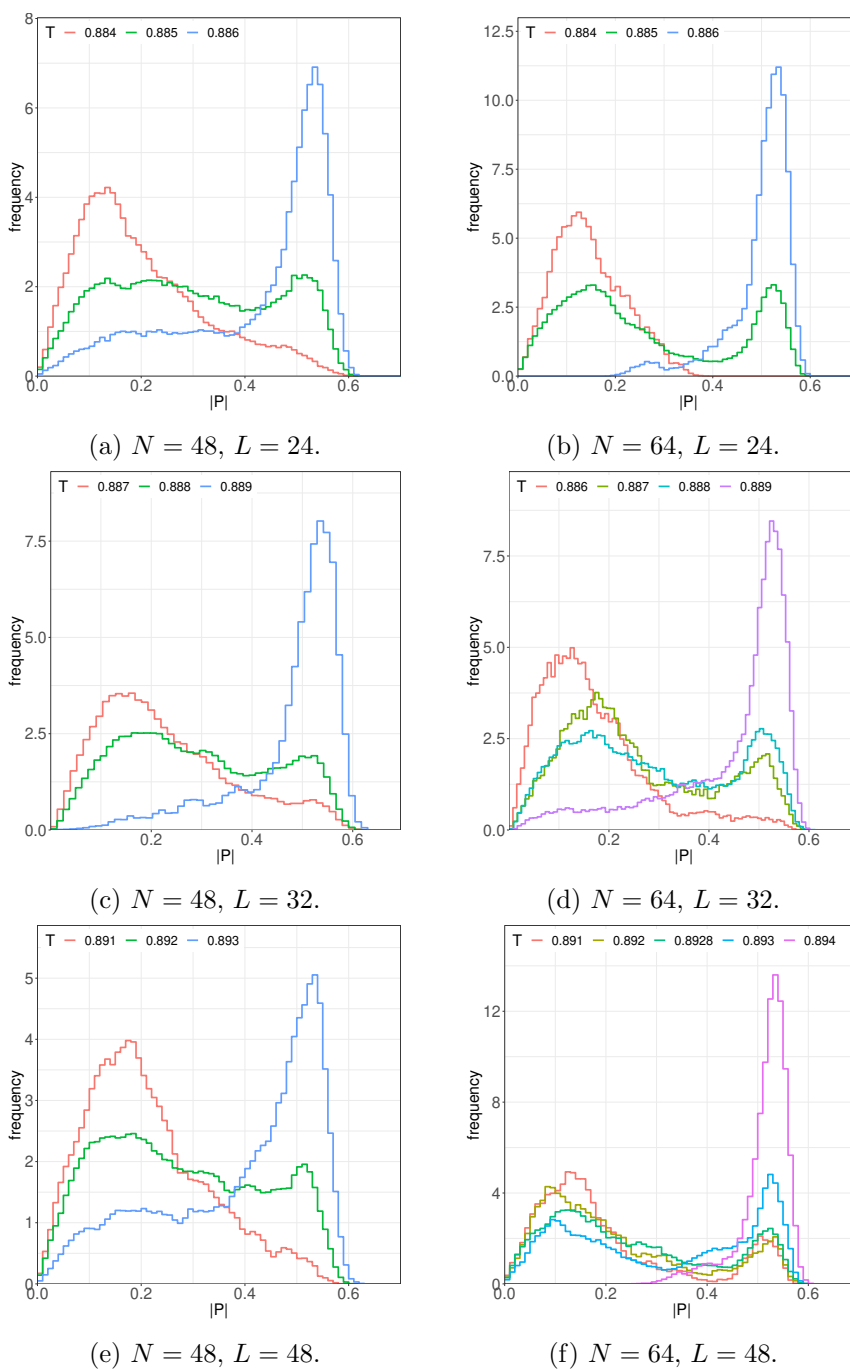 T 0.884 0.885 0.886
8
6
4
2
0
frequency
0.0 0.2 0.4 0.6
|P|
(a) N = 48, L = 24.
T 0.884 0.885 0.886
12.5
10.0
7.5
5.0
2.5
0.0
frequency
0.0 0.2 0.4 0.6
|P|
(b) N = 64, L = 24.
T 0.887 0.888 0.889
7.5
5.0
2.5
0.0
frequency
0.2 0.4 0.6
|P|
(c) N = 48, L = 32.
T 0.886 0.887 0.888 0.889
7.5
5.0
2.5
0.0
frequency
0.2 0.4 0.6
|P|
(d) N = 64, L = 32.
T 0.891 0.892 0.893
5
4
3
2
1
0
frequency
0.0 0.2 0.4 0.6
|P|
(e) N = 48, L = 48.
T 0.891 0.892 0.8928 0.893 0.894
12
8
4
0
frequency
0.0 0.2 0.4 0.6
|P|
(f) N = 64, L = 48.